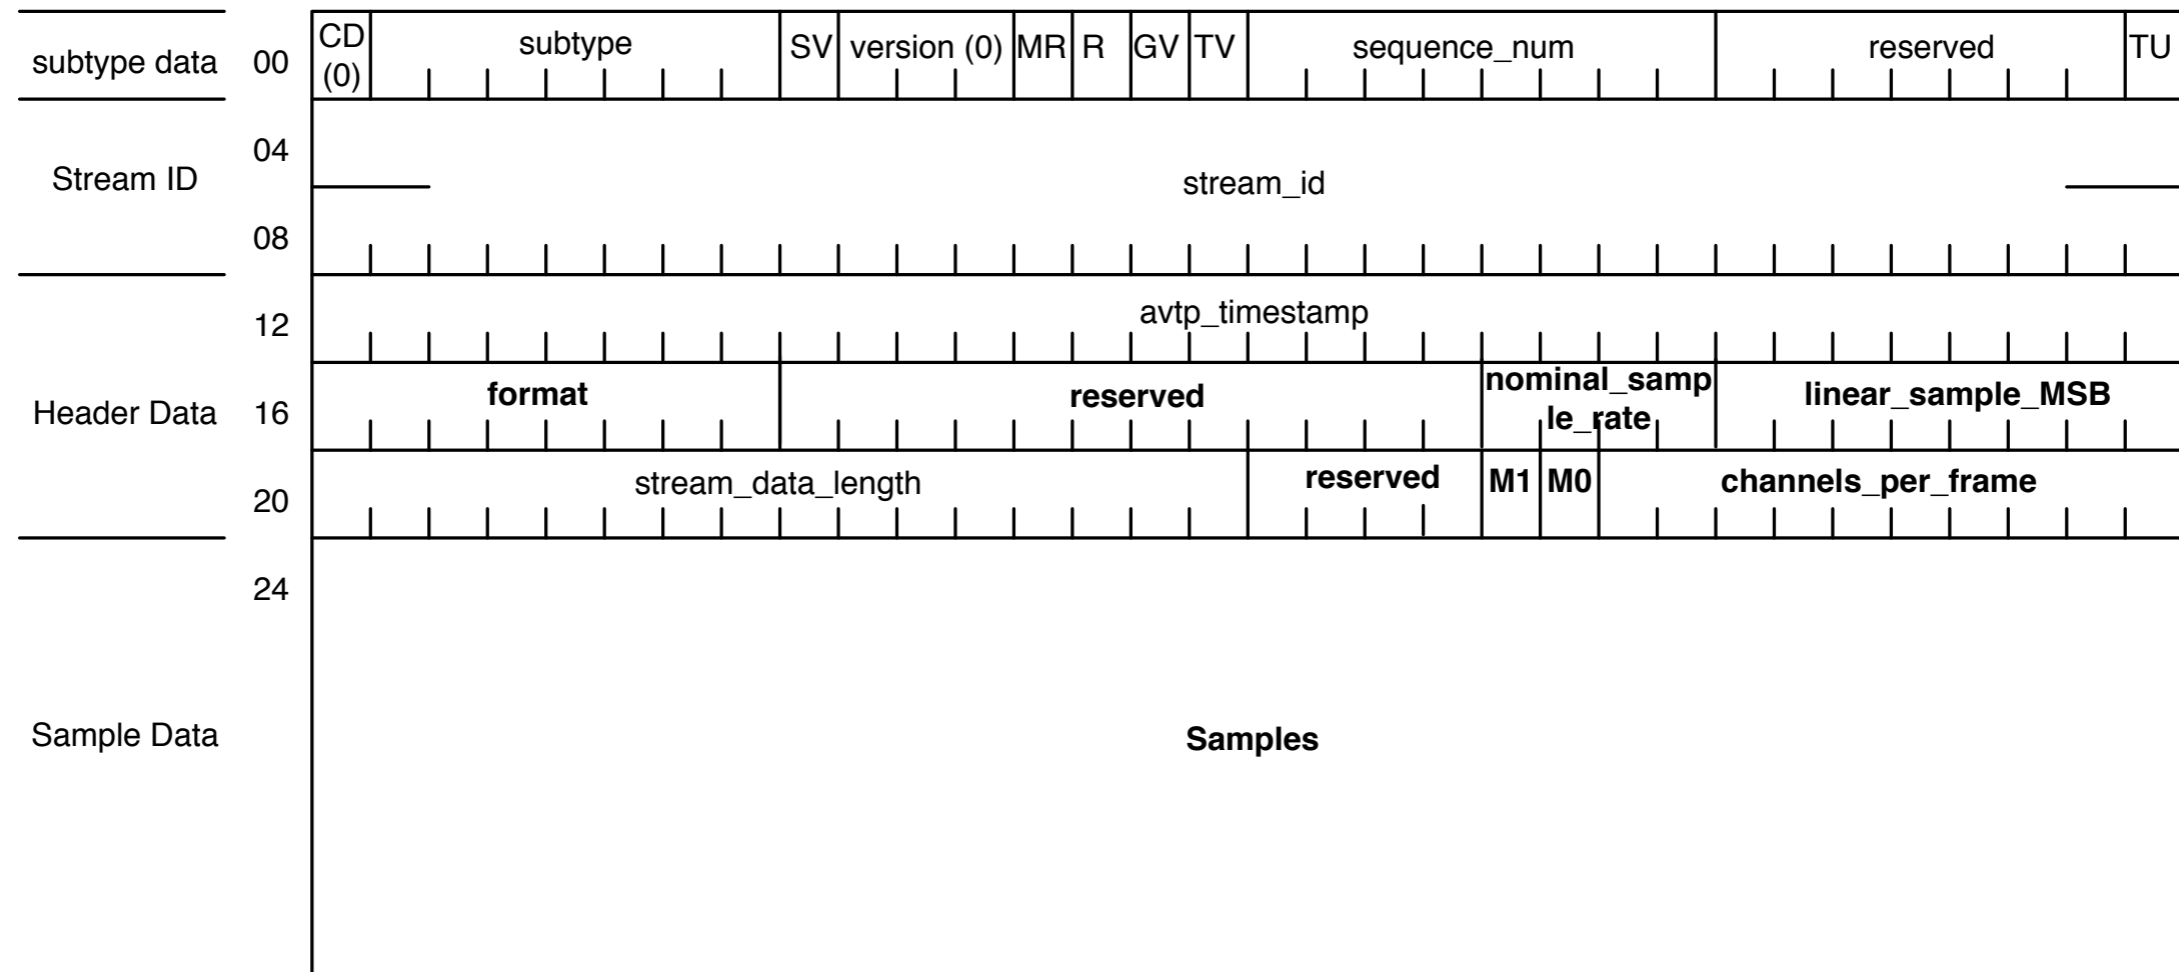 subtype data 00 CD (0) subtype SV version (0) MR R GV TV sequence_num reserved TU
04
Stream ID stream_id
08
12 avtp_timestamp
Header Data 16 format reserved nominal_samp le_rate linear_sample_MSB
20 stream_data_length reserved M1 M0 channels_per_frame
24
Sample Data Samples